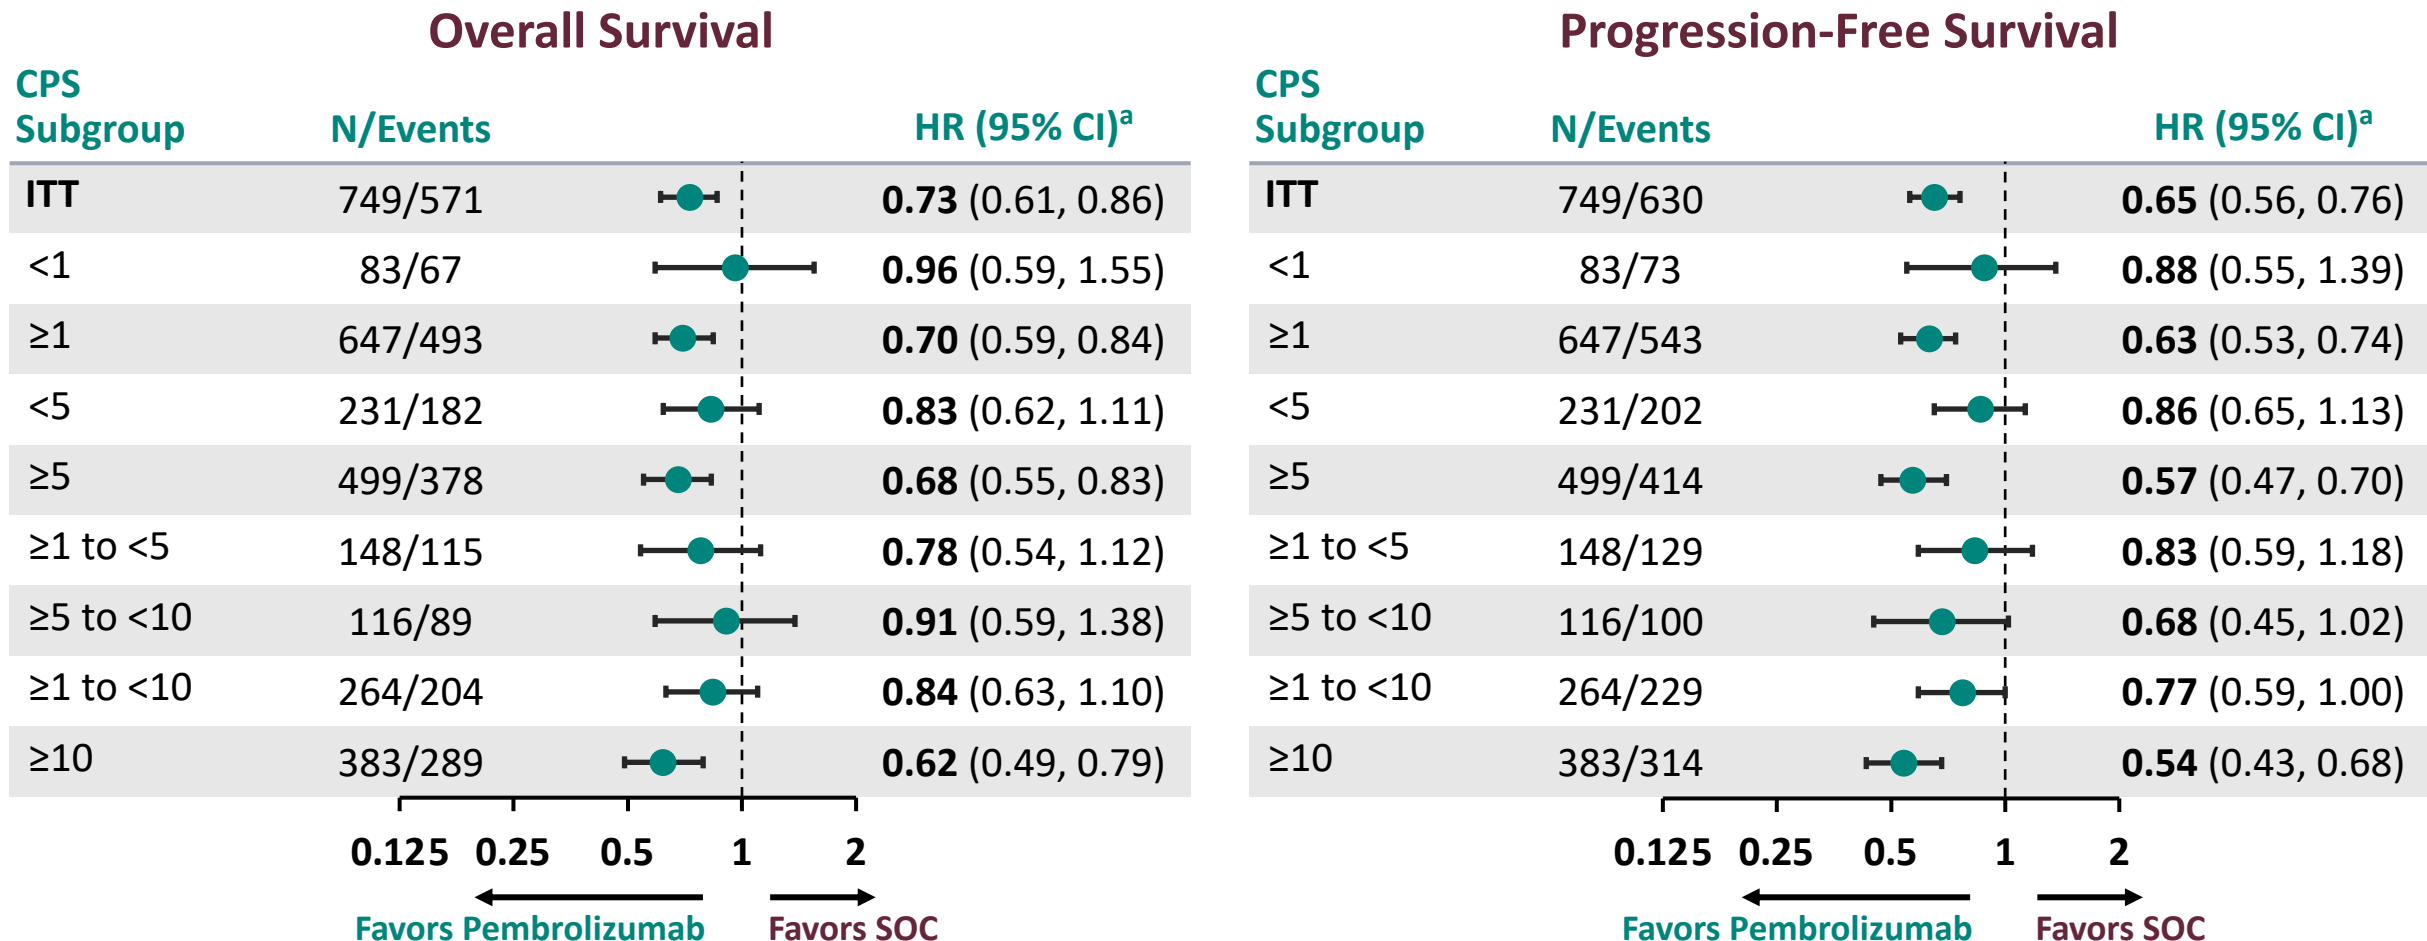 Overall Survival
CPS
Subgroup N/Events HR (95% CI)ᵃ
ITT 749/571 0.73 (0.61, 0.86)
<1 83/67 0.96 (0.59, 1.55)
≥1 647/493 0.70 (0.59, 0.84)
<5 231/182 0.83 (0.62, 1.11)
≥5 499/378 0.68 (0.55, 0.83)
≥1 to <5 148/115 0.78 (0.54, 1.12)
≥5 to <10 116/89 0.91 (0.59, 1.38)
≥1 to <10 264/204 0.84 (0.63, 1.10)
≥10 383/289 0.62 (0.49, 0.79)
0.125 0.25 0.5 1 2
Favors Pembrolizumab Favors SOC
Progression-Free Survival
CPS
Subgroup N/Events HR (95% CI)ᵃ
ITT 749/630 0.65 (0.56, 0.76)
<1 83/73 0.88 (0.55, 1.39)
≥1 647/543 0.63 (0.53, 0.74)
<5 231/202 0.86 (0.65, 1.13)
≥5 499/414 0.57 (0.47, 0.70)
≥1 to <5 148/129 0.83 (0.59, 1.18)
≥5 to <10 116/100 0.68 (0.45, 1.02)
≥1 to <10 264/229 0.77 (0.59, 1.00)
≥10 383/314 0.54 (0.43, 0.68)
0.125 0.25 0.5 1 2
Favors Pembrolizumab Favors SOC